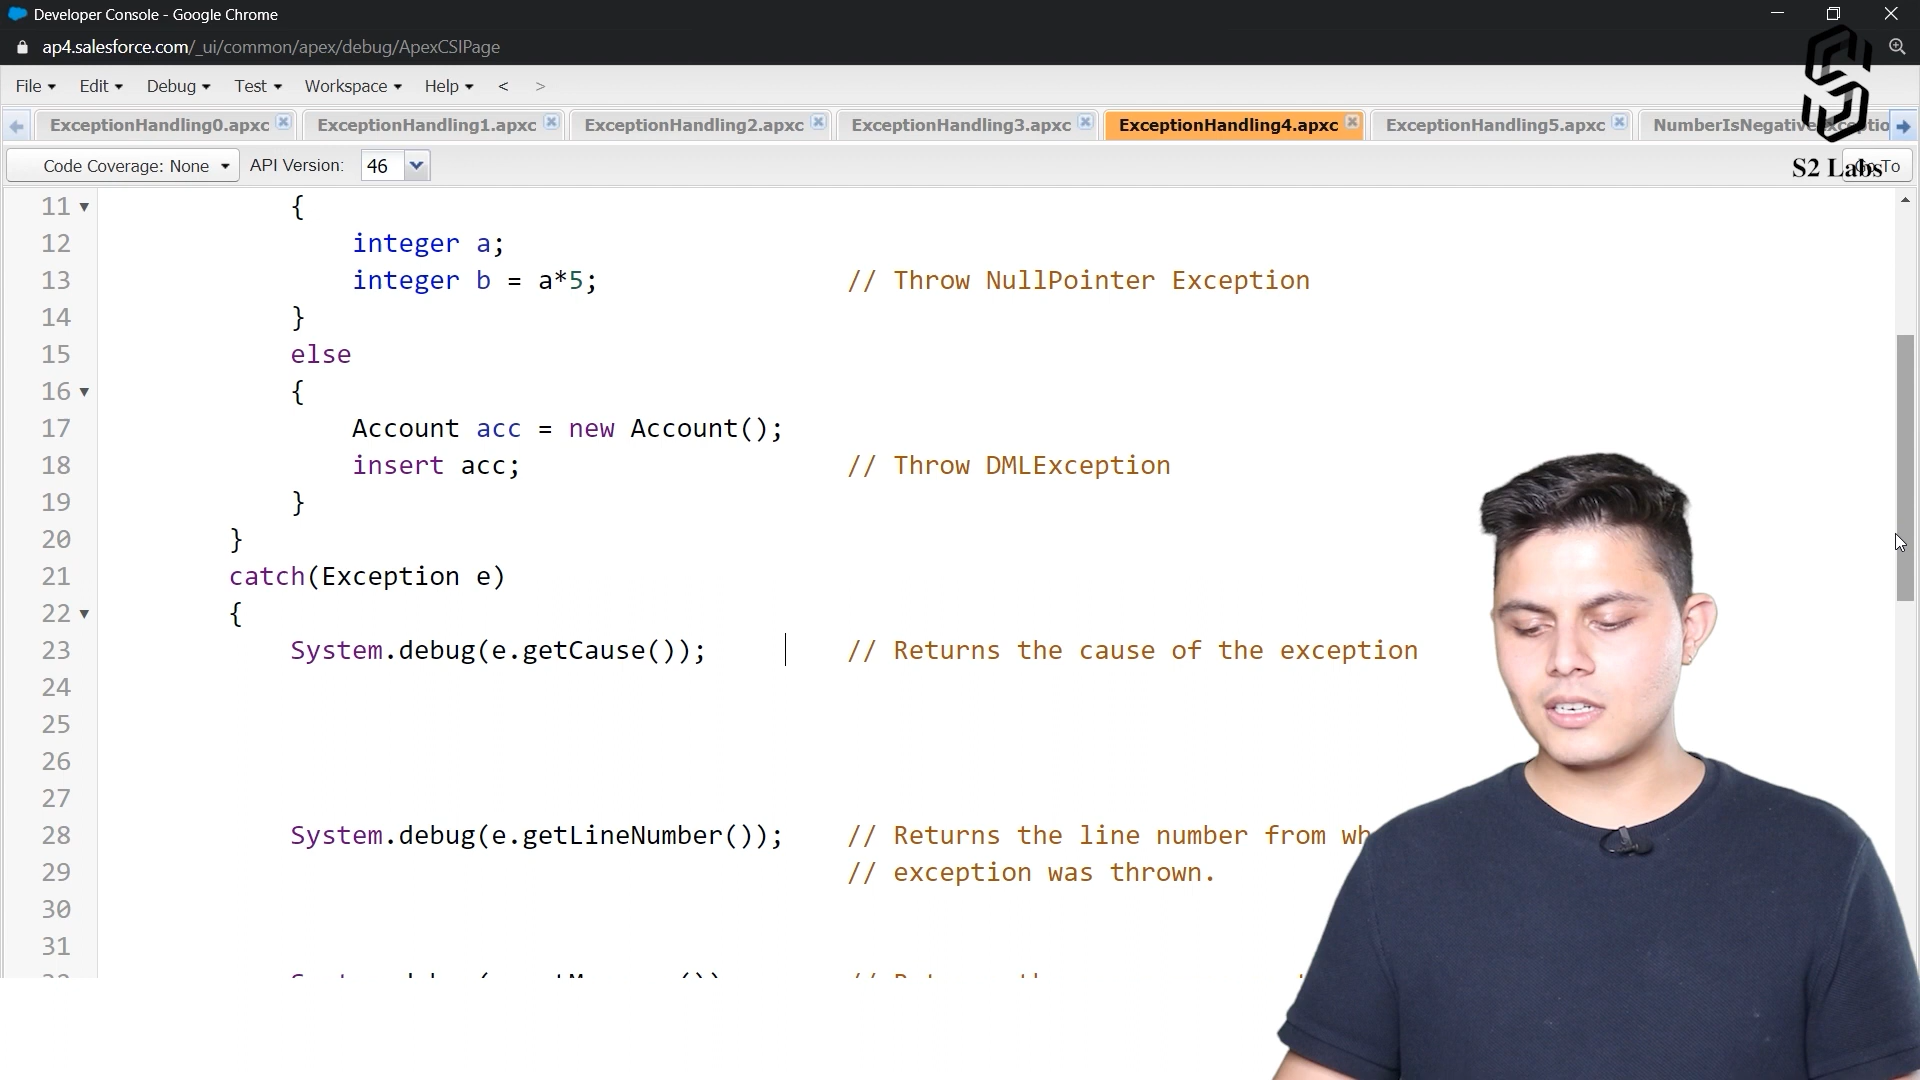 Developer Console - Google Chrome
ap4.salesforce.com/_ui/common/apex/debug/ApexCSIPage
File Edit Debug Test Workspace Help < >
ExceptionHandling0.apxc ExceptionHandling1.apxc ExceptionHandling2.apxc ExceptionHandling3.apxc ExceptionHandling4.apxc ExceptionHandling5.apxc
Code Coverage: None API Version: 46 S2 Labs To
11 {
12 integer a;
13 integer b = a*5; // Throw NullPointer Exception
14 }
15 else
16 {
17 Account acc = new Account();
18 insert acc; // Throw DMLException
19 }
20 }
21 catch(Exception e)
22 {
23 System.debug(e.getCause()); // Returns the cause of the exception
24
25
26
27
28 System.debug(e.getLineNumber()); // Returns the line number from wh
29 // exception was thrown.
30
31